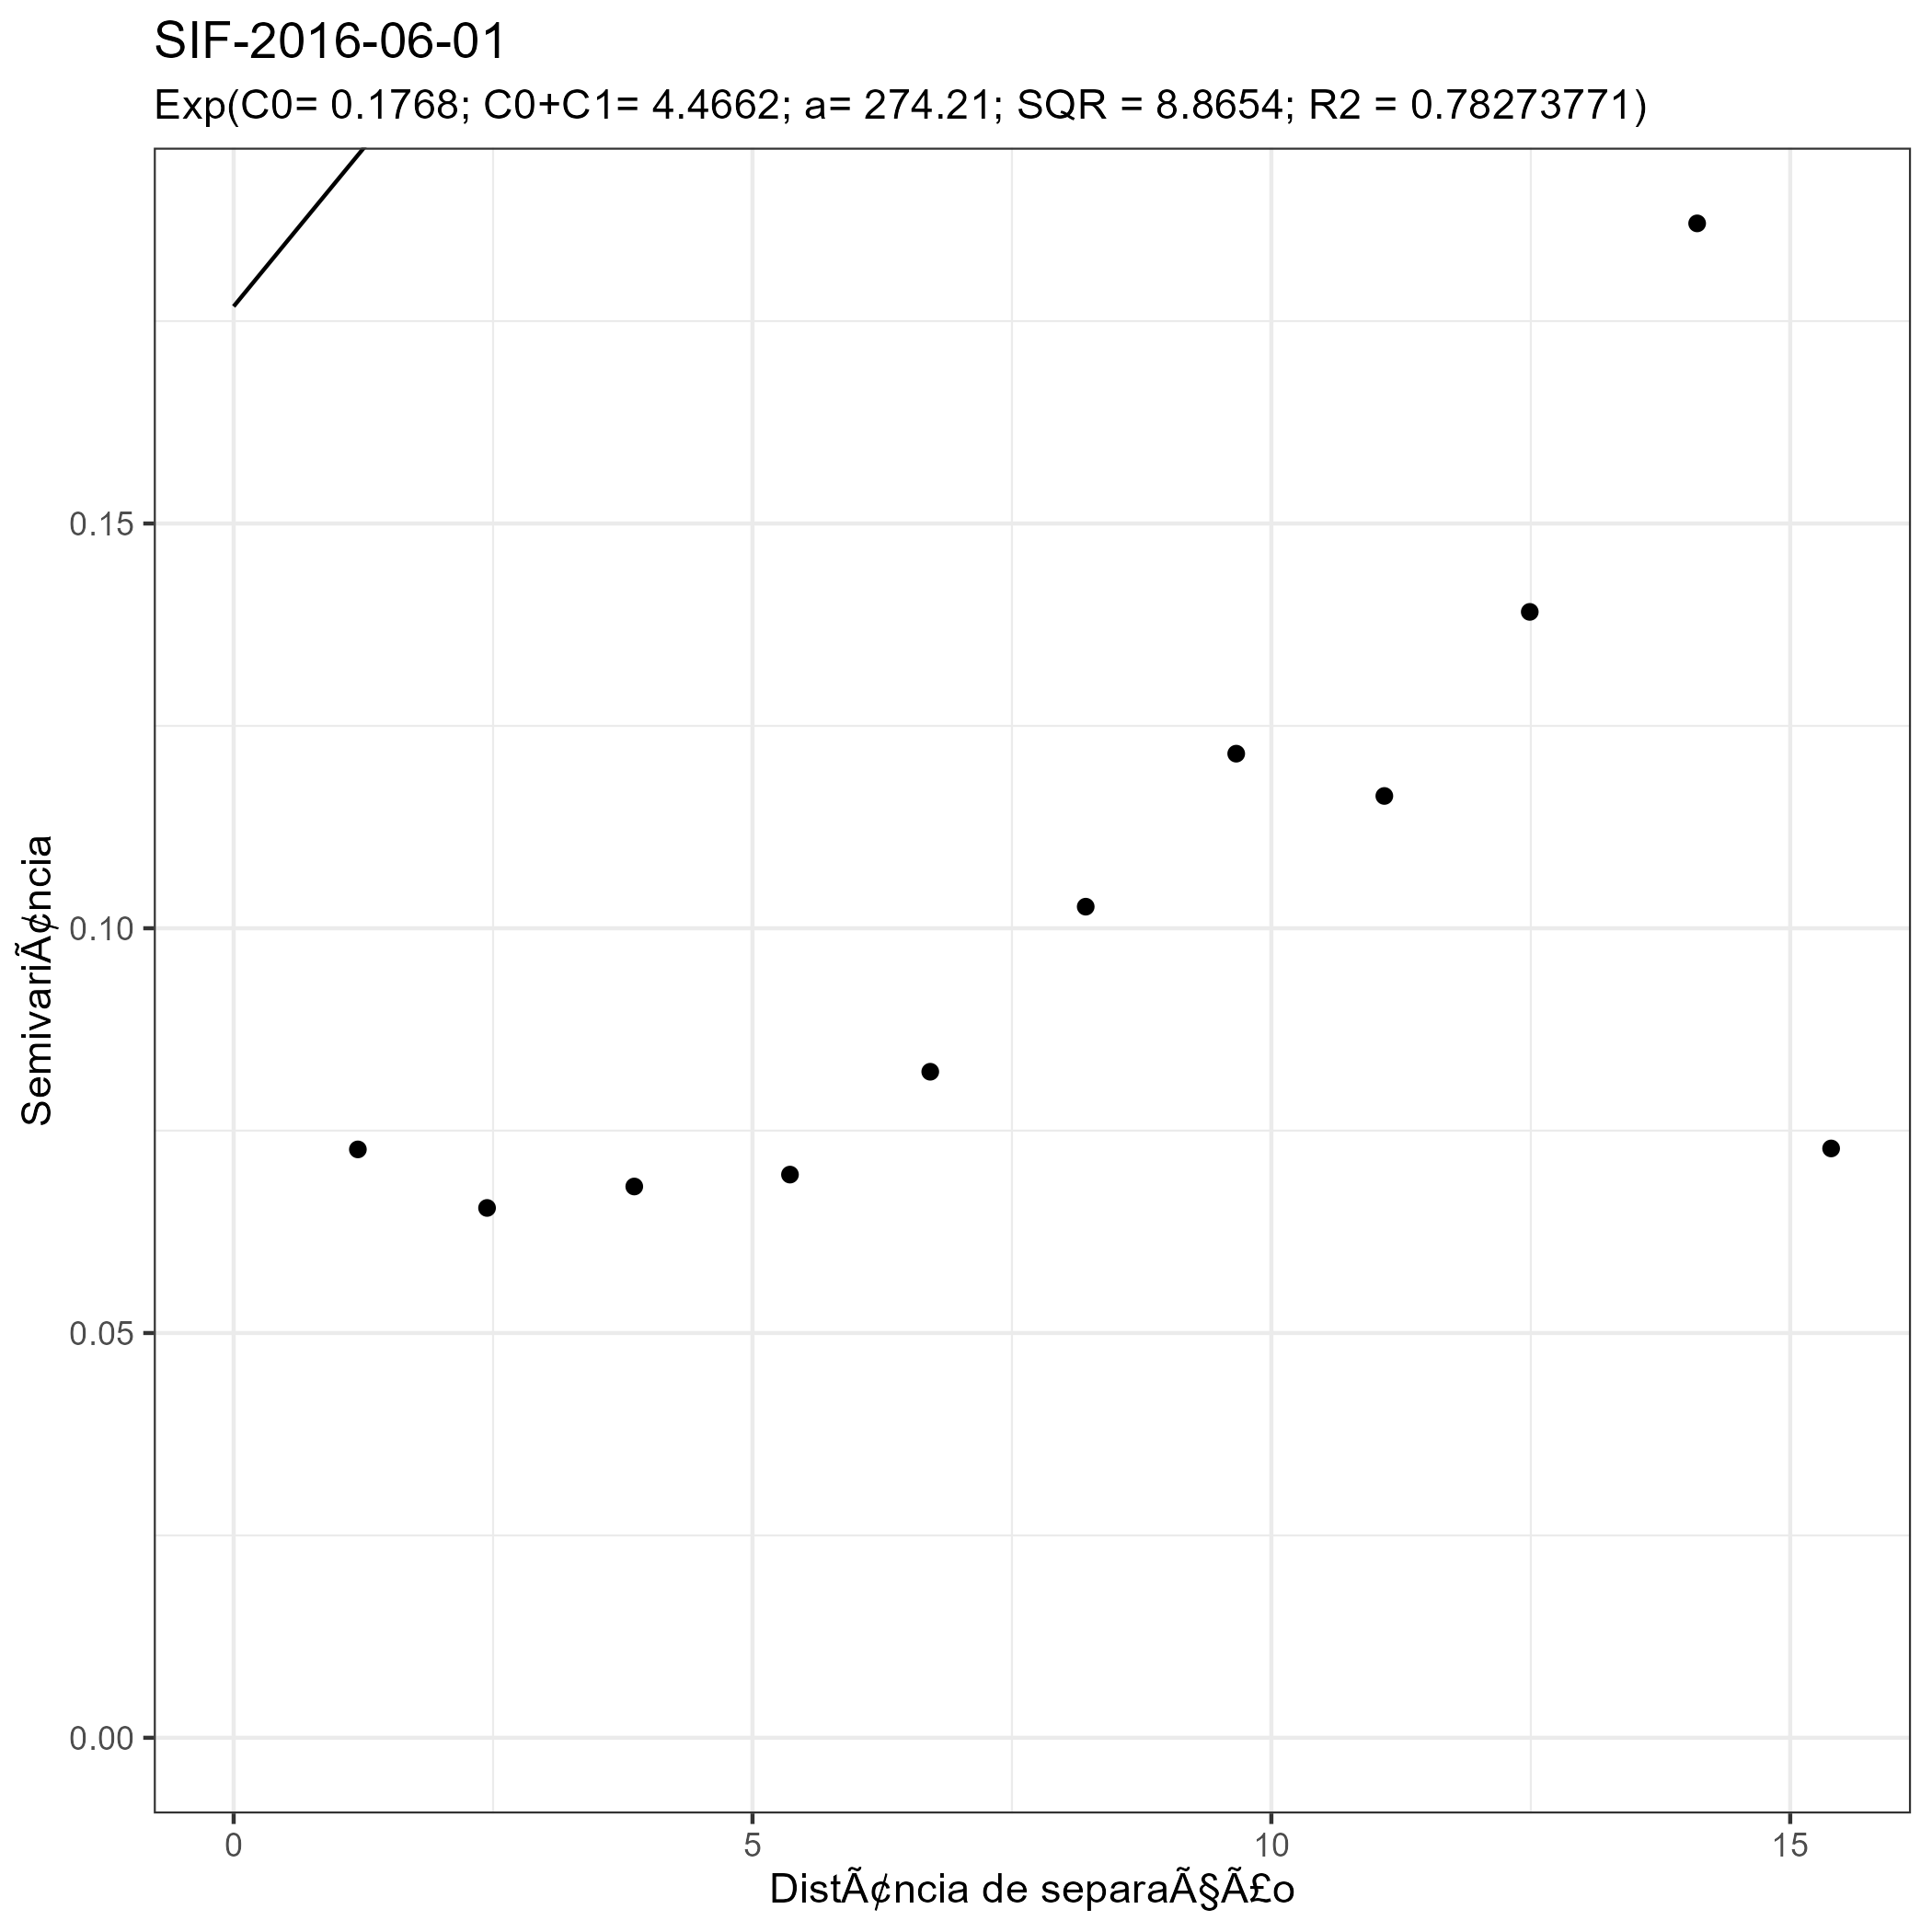 SIF-2016-06-01
Exp(C0= 0.1768; C0+C1= 4.4662; a= 274.21; SQR = 8.8654; R2 = 0.78273771)
SemivariÃ¢ncia
0.15
0.10
0.05
0.00
0 5 10 15
DistÃ¢ncia de separaÃ§Ã£o